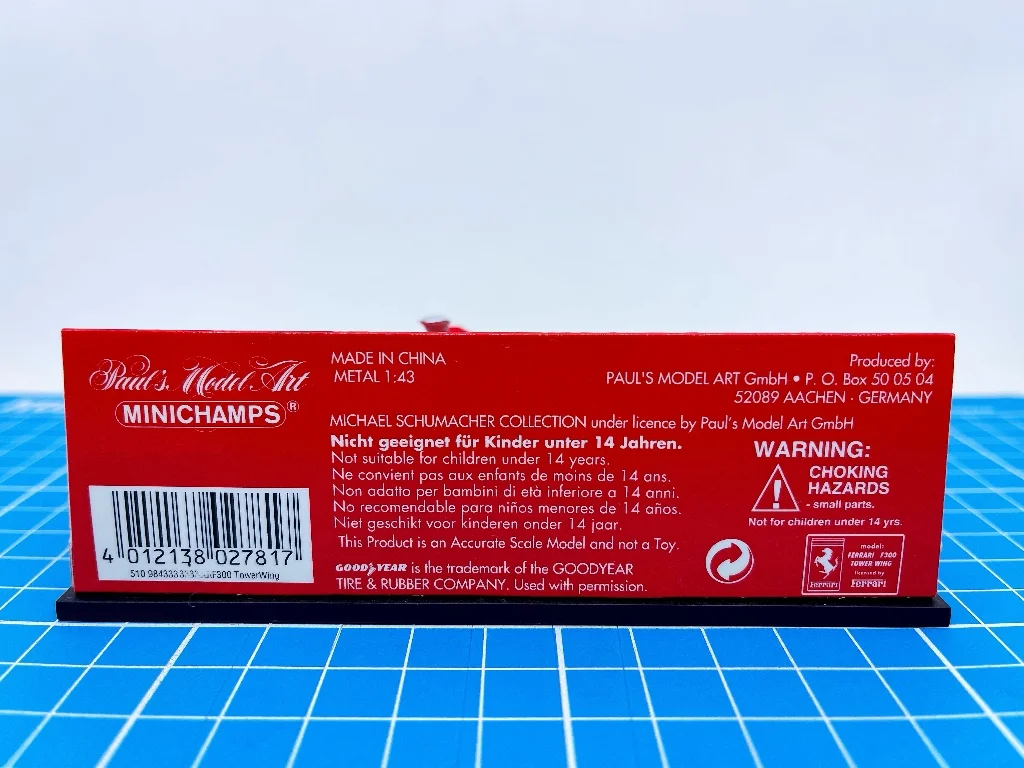 Paul's Model Art
MINICHAMPS®
4 012138 027817
TowerWing
MADE IN CHINA
METAL 1:43
Produced by:
PAUL'S MODEL ART GmbH • P. O. Box 50 05 04
52089 AACHEN · GERMANY
MICHAEL SCHUMACHER COLLECTION under licence by Paul's Model Art GmbH
Nicht geeignet für Kinder unter 14 Jahren.
Not suitable for children under 14 years.
Ne convient pas aux enfants de moins de 14 ans.
Non adatta per bambini di età inferiore a 14 anni.
No recomendable para niños menores de 14 años.
Niet geschikt voor kinderen onder 14 jaar.
This Product is an Accurate Scale Model and not a Toy.
GOODYEAR is the trademark of the GOODYEAR
TIRE & RUBBER COMPANY. Used with permission.
WARNING:
CHOKING
HAZARDS
- small parts.
Not for children under 14 yrs.
Ferrari
model:
FERRARI F300
TOWER WING
licensed by
Ferrari